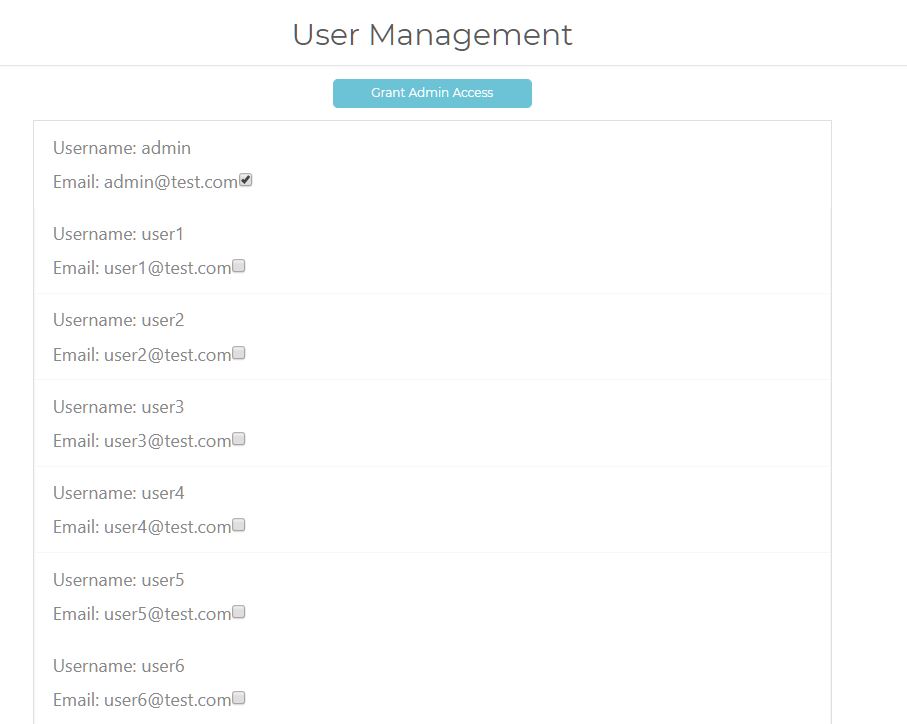 User Management
Grant Admin Access
Username: admin
Email: admin@test.com
Username: user1
Email: user1@test.com
Username: user2
Email: user2@test.com
Username: user3
Email: user3@test.com
Username: user4
Email: user4@test.com
Username: user5
Email: user5@test.com
Username: user6
Email: user6@test.com